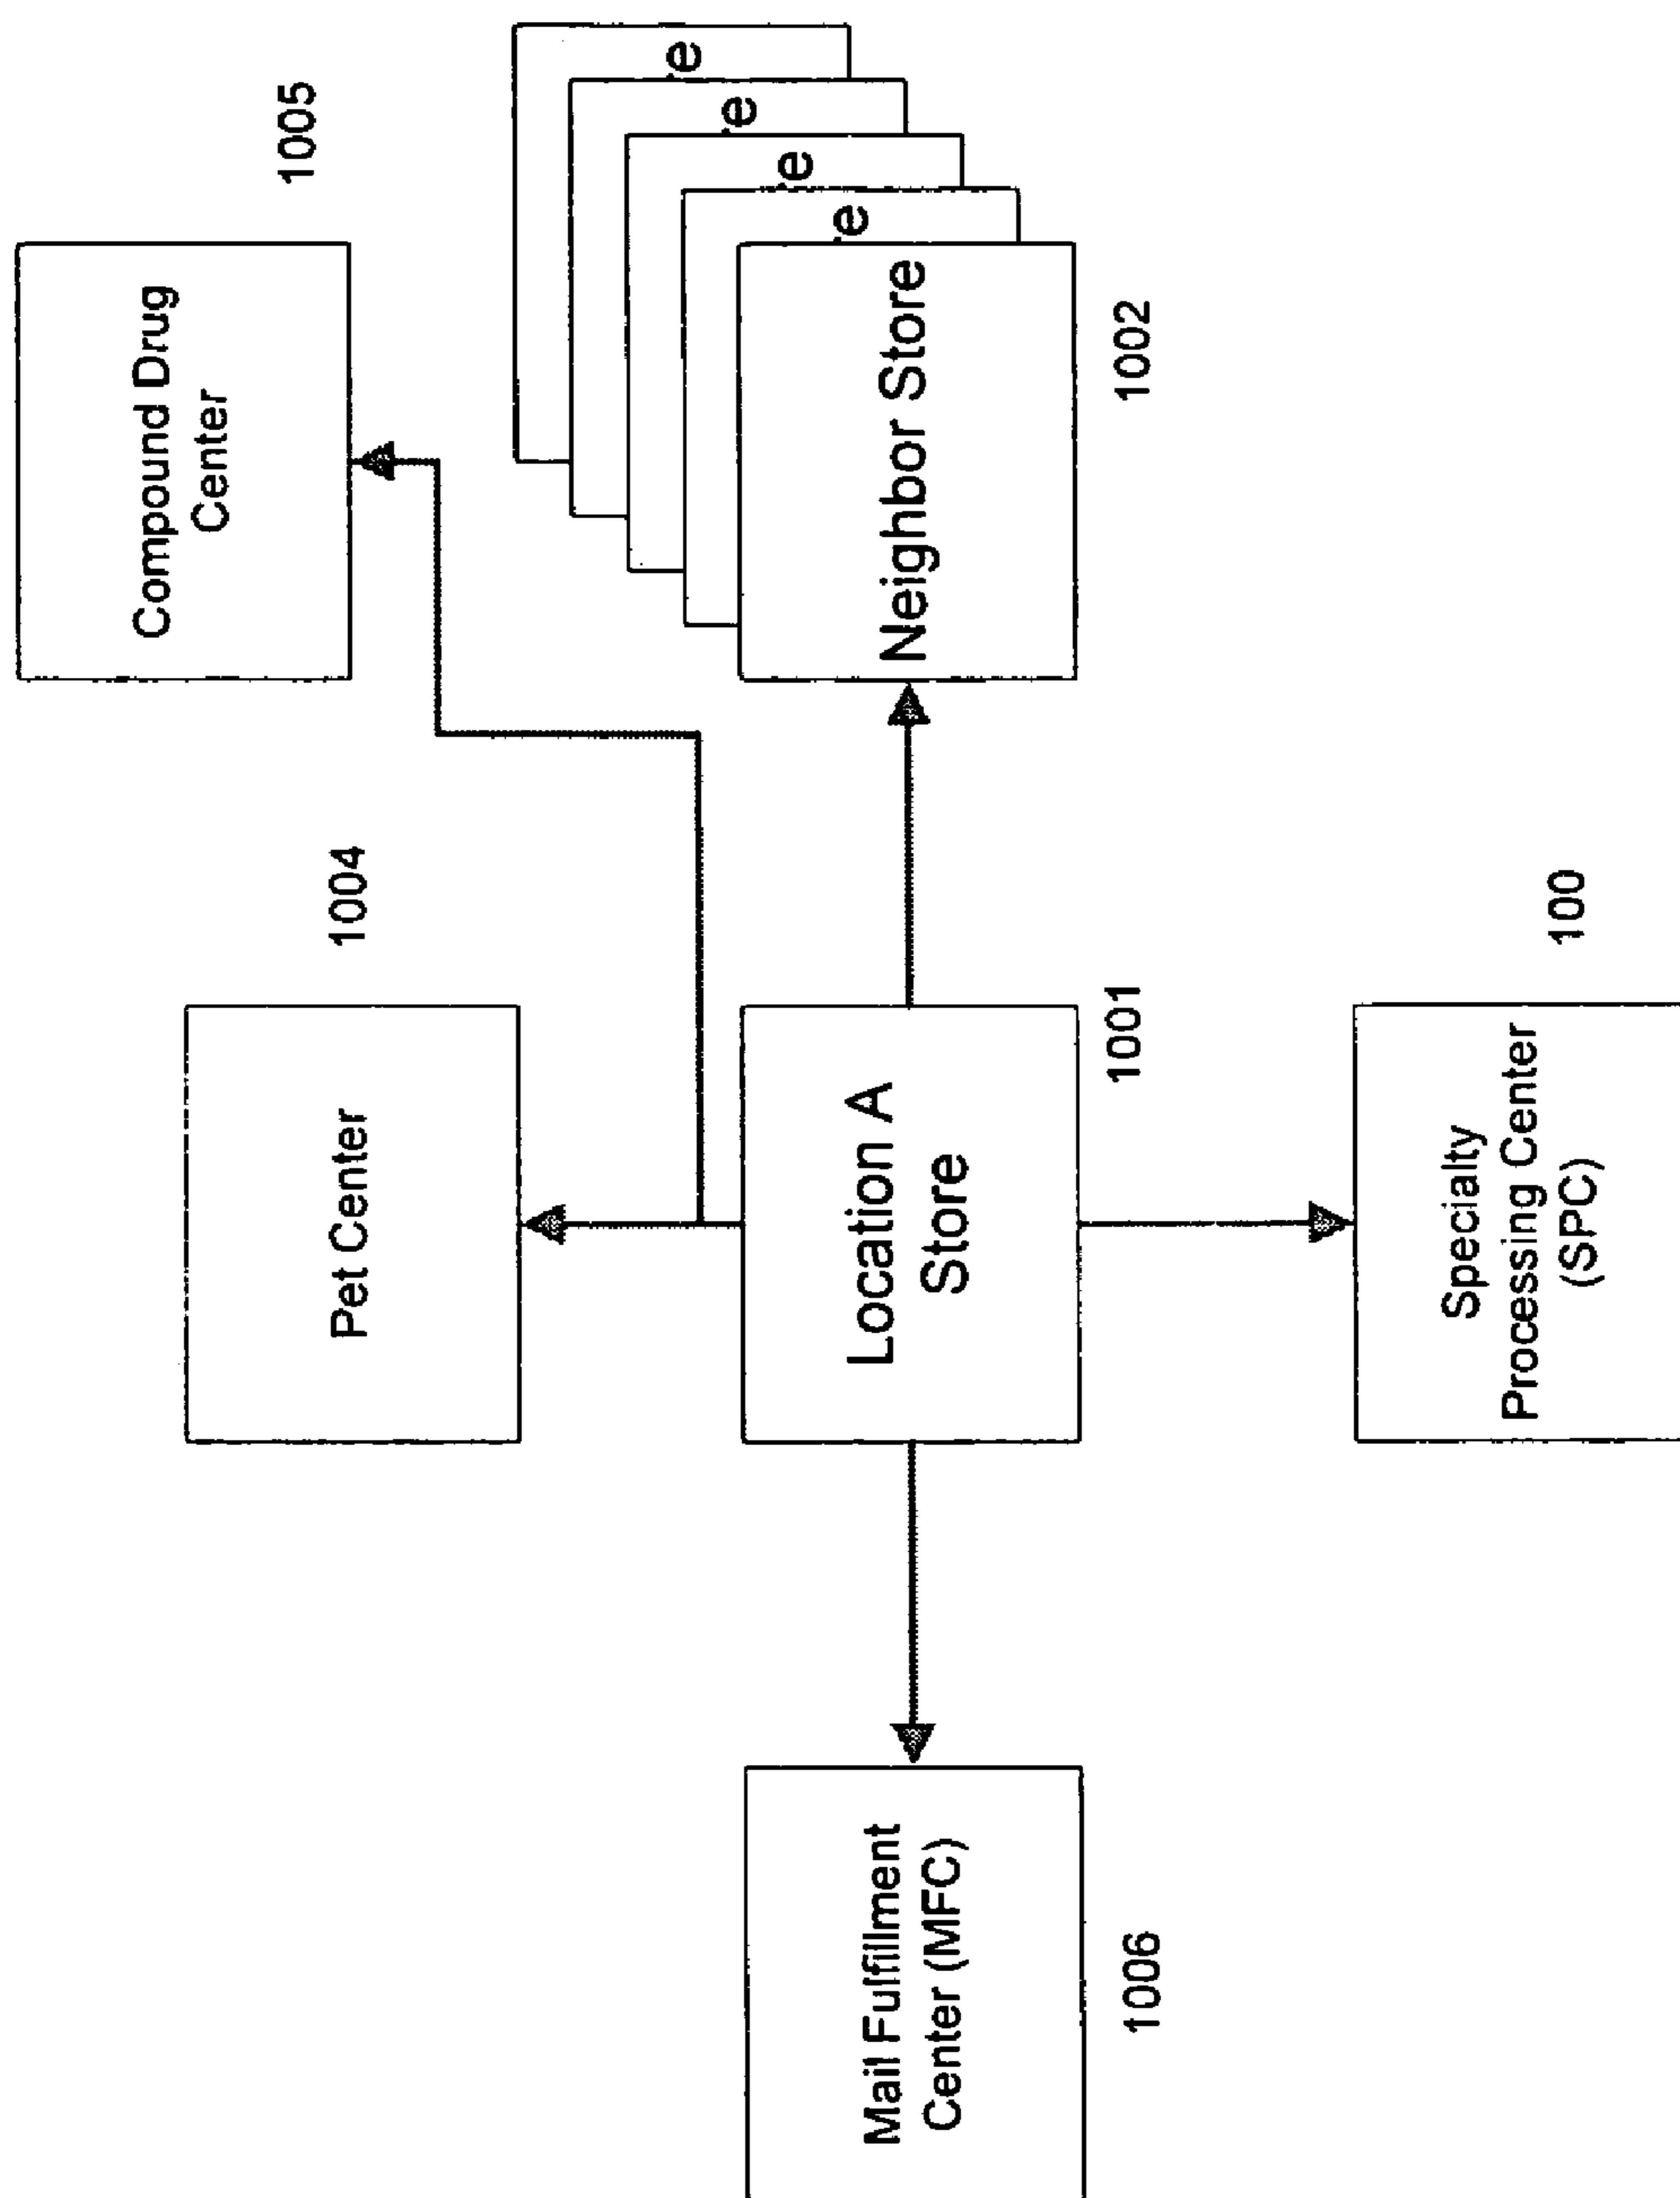 1005
Compound Drug
Center
1004
Pet Center
e
e
e
e
Neighbor Store
1002
Location A
Store
1001
Mail Fulfillment
Center (MFC)
1006
Specialty
Processing Center
(SPC)
100